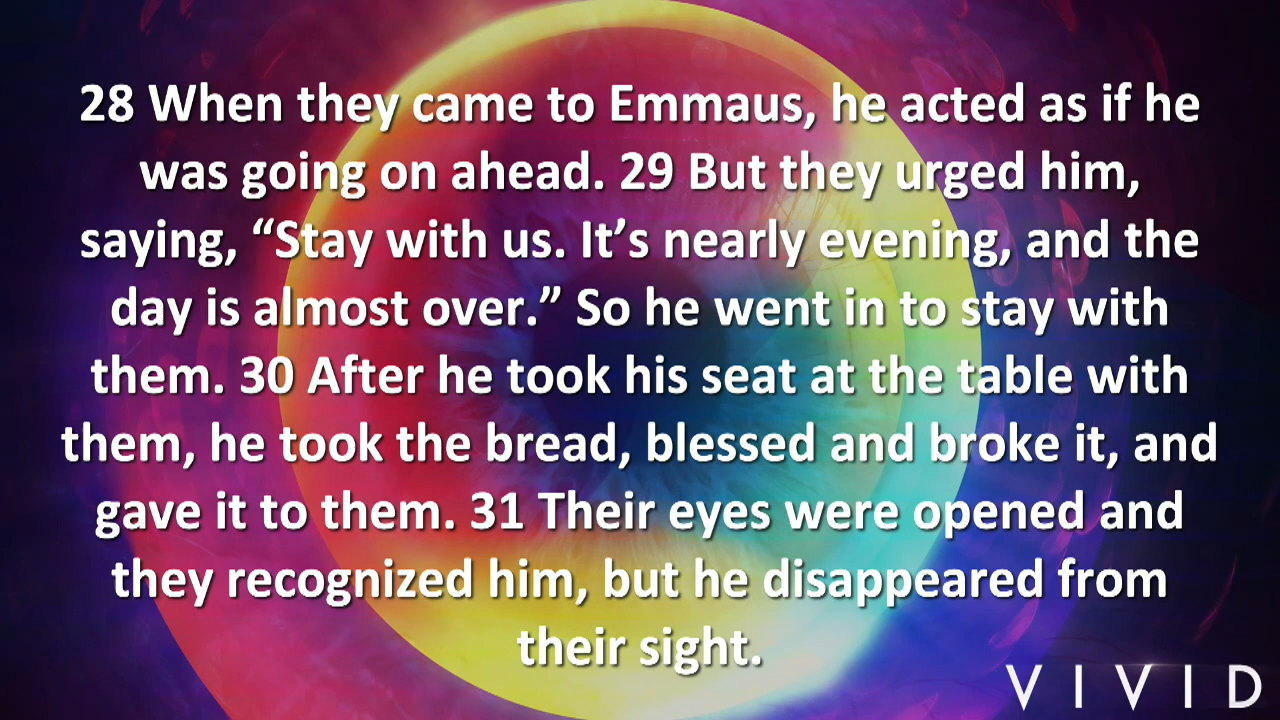 28 When they came to Emmaus, he acted as if he
was going on ahead. 29 But they urged him,
saying, “Stay with us. It’s nearly evening, and the
day is almost over.” So he went in to stay with
them. 30 After he took his seat at the table with
them, he took the bread, blessed and broke it, and
gave it to them. 31 Their eyes were opened and
they recognized him, but he disappeared from
their sight.
VIVID